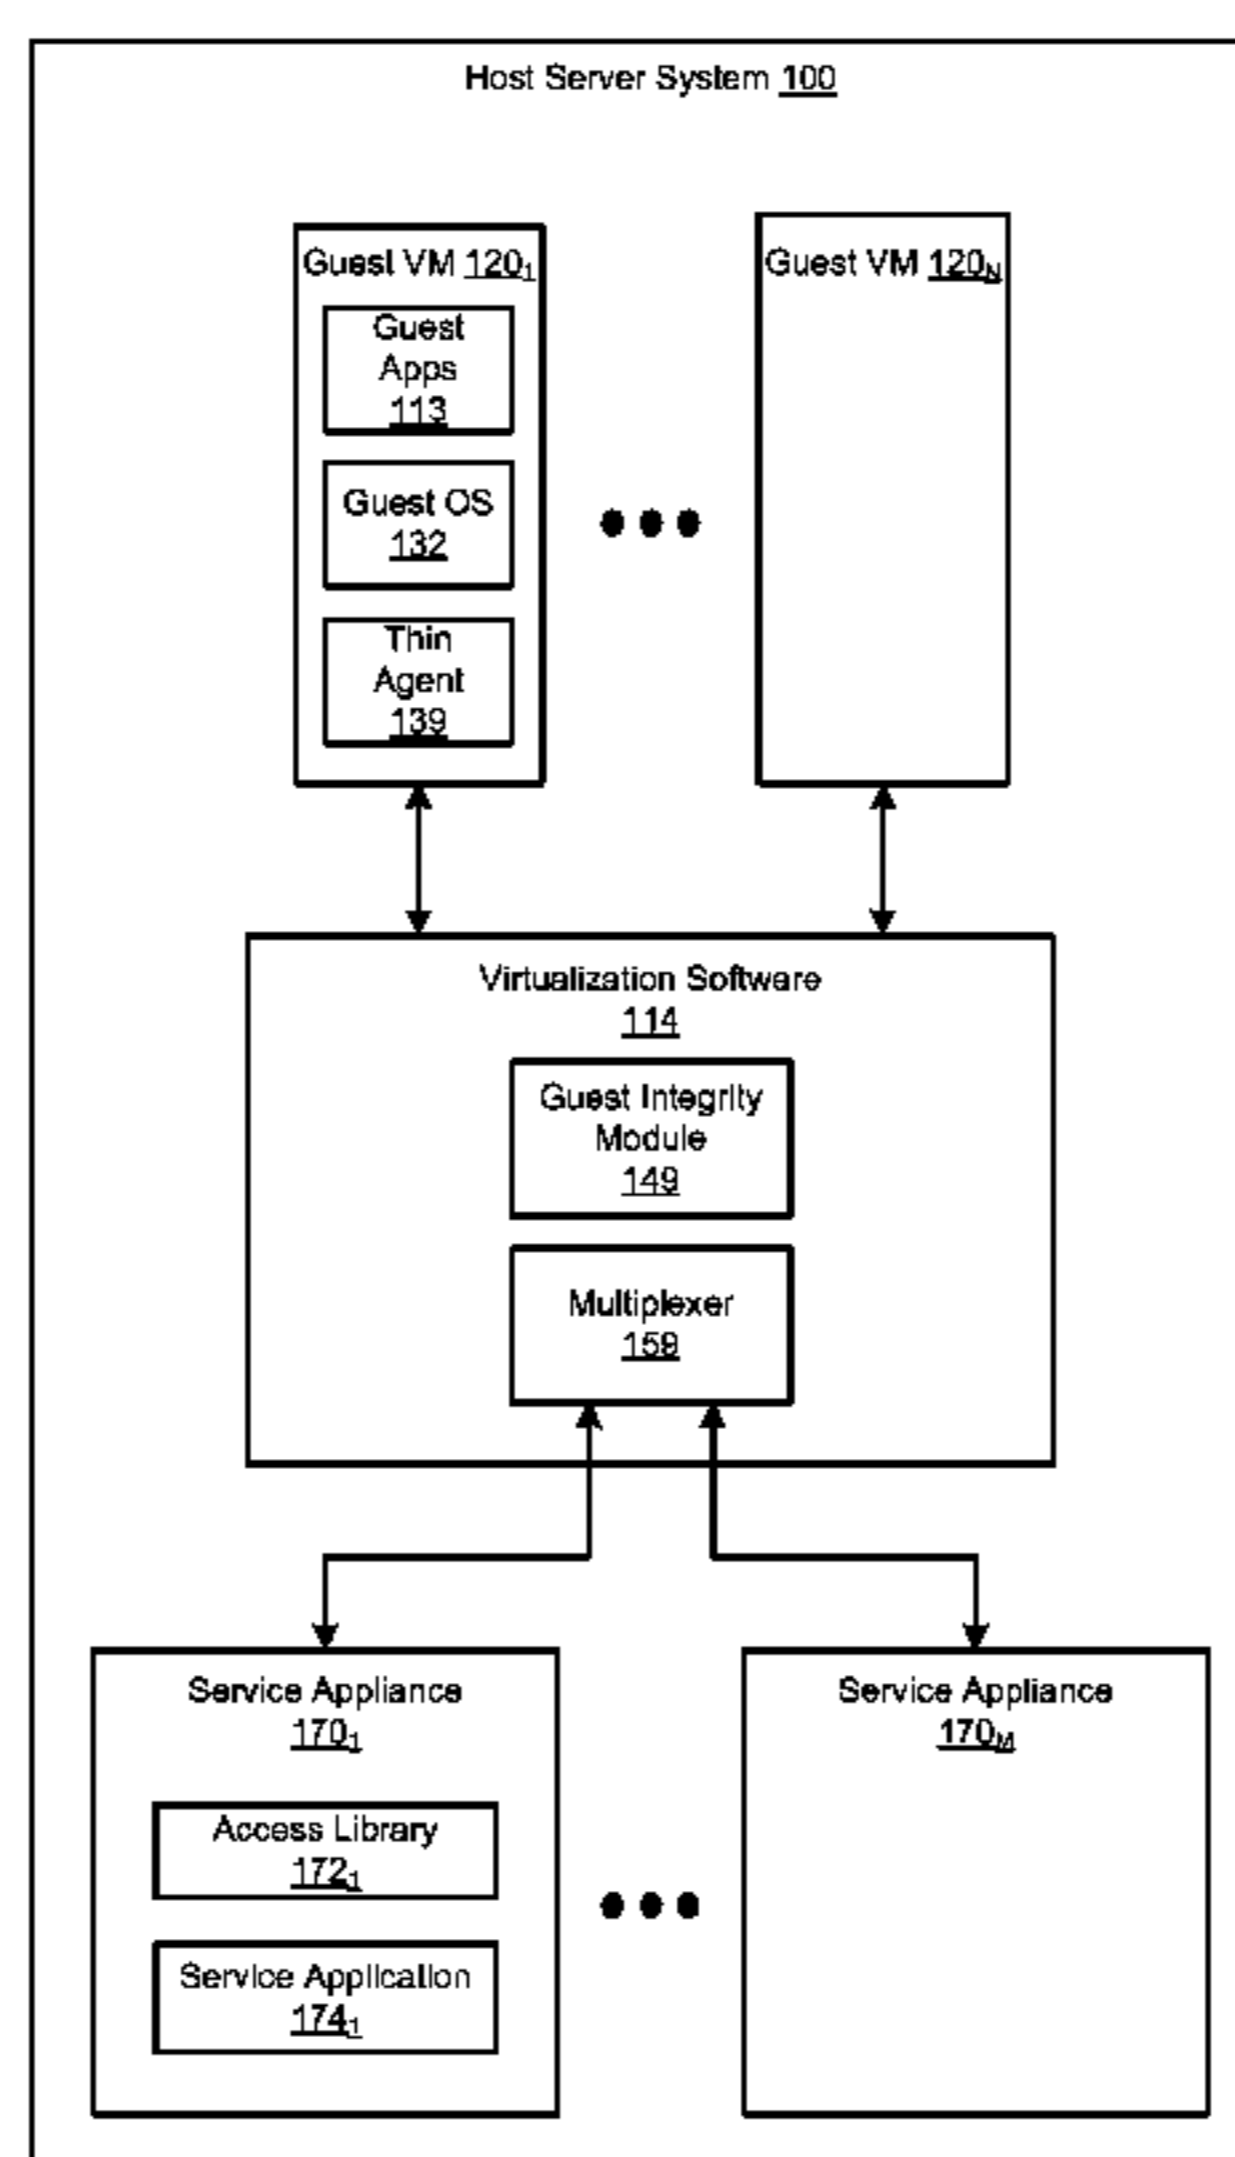 Host Server System 100
Guest VM 120₁
Guest VM 120ₙ
Guest
Apps
113
Guest OS
132
Thin
Agent
139
Virtualization Software
114
Guest Integrity
Module
149
Multiplexer
159
Service Appliance
170₁
Service Appliance
170ₘ
Access Library
172₁
Service Application
174₁